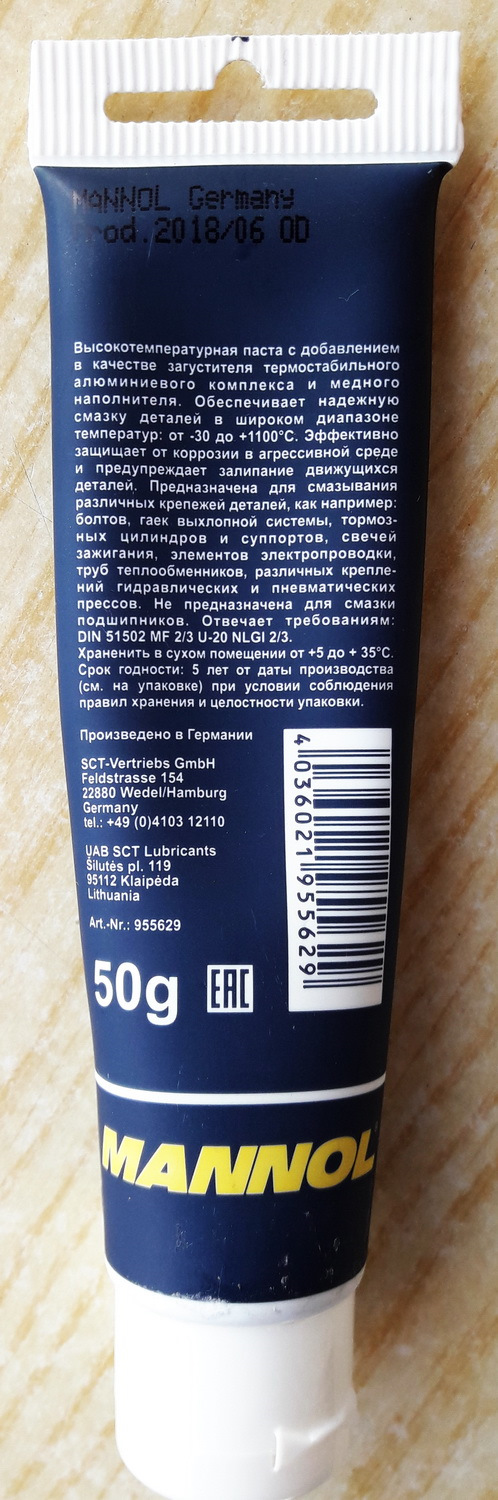 MANNOL Germany
Prod.2018/06 OD
Высокотемпературная паста с добавлением
в качестве загустителя термостабильного
алюминиевого комплекса и медного
наполнителя. Обеспечивает надежную
смазку деталей в широком диапазоне
температур: от -30 до +1100°С. Эффективно
защищает от коррозии в агрессивной среде
и предупреждает залипание движущихся
деталей. Предназначена для смазывания
различных крепежей деталей, как например:
болтов, гаек выхлопной системы, тормоз-
ных цилиндров и суппортов, свечей
зажигания, элементов электропроводки,
труб теплообменников, различных крепле-
ний гидравлических и пневматических
прессов. Не предназначена для смазки
подшипников. Отвечает требованиям:
DIN 51502 MF 2/3 U-20 NLGI 2/3.
Храненить в сухом помещении от +5 до + 35°С.
Срок годности: 5 лет от даты производства
(см. на упаковке) при условии соблюдения
правил хранения и целостности упаковки.
Произведено в Германии
SCT-Vertriebs GmbH
Feldstrasse 154
22880 Wedel/Hamburg
Germany
tel.: +49 (0)4103 12110
UAB SCT Lubricants
Šilutės pl. 119
95112 Klaipėda
Lithuania
Art.-Nr.: 955629
4 036021 955629
50g EAC
MANNOL